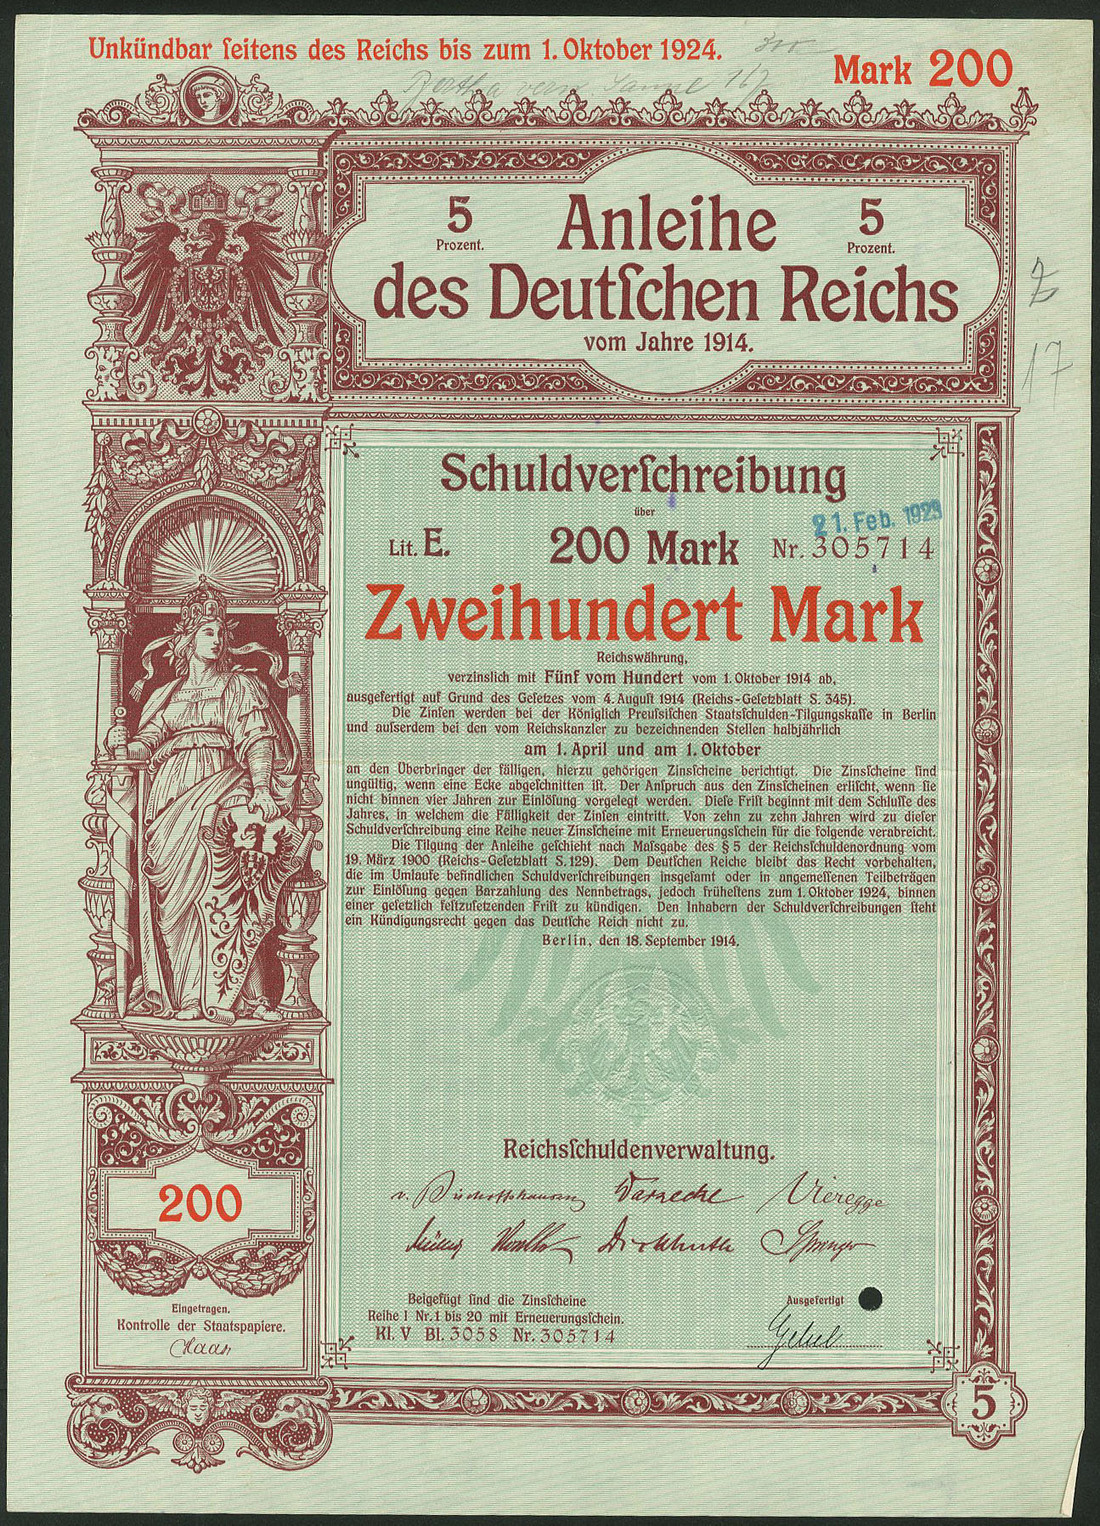 Unkündbar ſeitens des Reichs bis zum 1. Oktober 1924.
Mark 200
5 Prozent.
Anleihe
5 Prozent.
des Deutſchen Reichs
vom Jahre 1914.
Schuldverſchreibung
über
21. Feb. 1923
Lit. E. 200 Mark Nr. 305714
Zweihundert Mark
Reichswährung,
verzinslich mit Fünf vom Hundert vom 1. Oktober 1914 ab,
ausgefertigt auf Grund des Geſetzes vom 4. Auguſt 1914 (Reichs-Geſetzblatt S. 345).
Die Zinſen werden bei der Königlich Preuſsiſchen Staatsſchulden-Tilgungskaſſe in Berlin
und auſserdem bei den vom Reichskanzler zu bezeichnenden Stellen halbjährlich
am 1. April und am 1. Oktober
an den Überbringer der fälligen, hierzu gehörigen Zinsſcheine berichtigt. Die Zinsſcheine ſind
ungültig, wenn eine Ecke abgeſchnitten iſt. Der Anſpruch aus den Zinsſcheinen erliſcht, wenn ſie
nicht binnen vier Jahren zur Einlöſung vorgelegt werden. Dieſe Friſt beginnt mit dem Schluſſe des
Jahres, in welchem die Fälligkeit der Zinſen eintritt. Von zehn zu zehn Jahren wird zu dieſer
Schuldverſchreibung eine Reihe neuer Zinsſcheine mit Erneuerungsſchein für die folgende verabreicht.
Die Tilgung der Anleihe geſchieht nach Maſsgabe des § 5 der Reichsſchuldenordnung vom
19. März 1900 (Reichs-Geſetzblatt S. 129). Dem Deutſchen Reiche bleibt das Recht vorbehalten,
die im Umlaufe befindlichen Schuldverſchreibungen insgeſamt oder in angemeſſenen Teilbeträgen
zur Einlöſung gegen Barzahlung des Nennbetrags, jedoch früheſtens zum 1. Oktober 1924, binnen
einer geſetzlich feſtzuſetzenden Friſt zu kündigen. Den Inhabern der Schuldverſchreibungen ſteht
ein Kündigungsrecht gegen das Deutſche Reich nicht zu.
Berlin, den 18. September 1914.
Reichsſchuldenverwaltung.
v. Bischoffshausen Warnecke Vieregge
Dickhuth Springer
200
Eingetragen.
Kontrolle der Staatspapiere.
Haas
Beigefügt ſind die Zinsſcheine
Reihe I Nr. 1 bis 20 mit Erneuerungsſchein.
Kl. V Bl. 3058 Nr. 305714
Ausgefertigt
5
17